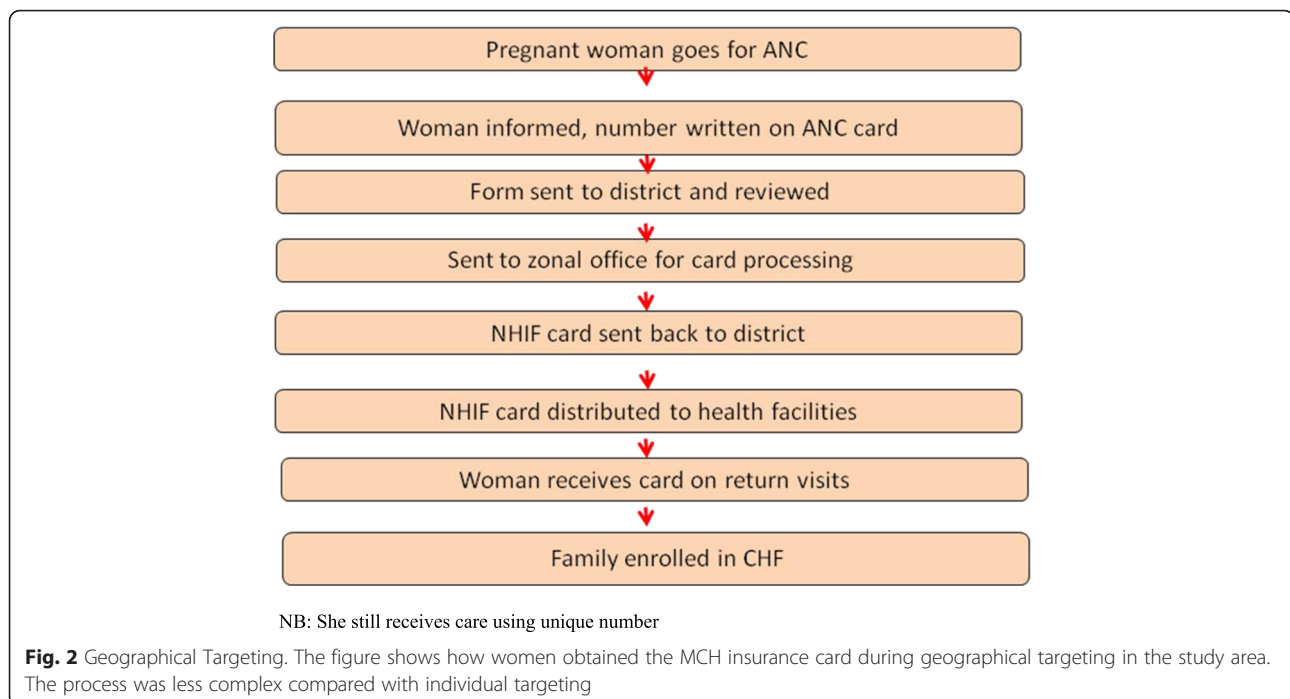 Pregnant woman goes for ANC
Woman informed, number written on ANC card
Form sent to district and reviewed
Sent to zonal office for card processing
NHIF card sent back to district
NHIF card distributed to health facilities
Woman receives card on return visits
Family enrolled in CHF
NB: She still receives care using unique number
Fig. 2 Geographical Targeting. The figure shows how women obtained the MCH insurance card during geographical targeting in the study area.
The process was less complex compared with individual targeting